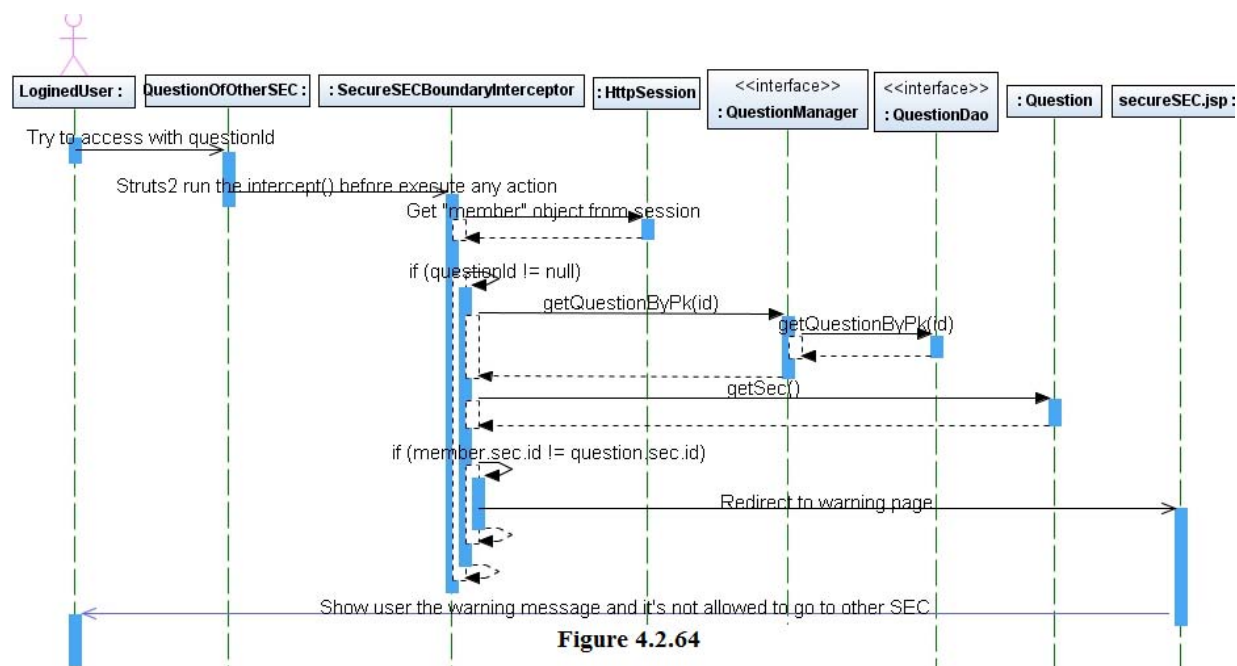 LoginedUser :
QuestionOfOtherSEC :
: SecureSECBoundaryInterceptor
: HttpSession
<<interface>>
: QuestionManager
<<interface>>
: QuestionDao
: Question
secureSEC.jsp :
Try to access with questionId
Struts2 run the intercept() before execute any action
Get "member" object from session
if (questionId != null)
getQuestionByPk(id)
getQuestionByPk(id)
getSec()
if (member.sec.id != question.sec.id)
Redirect to warning page
Show user the warning message and it's not allowed to go to other SEC
Figure 4.2.64